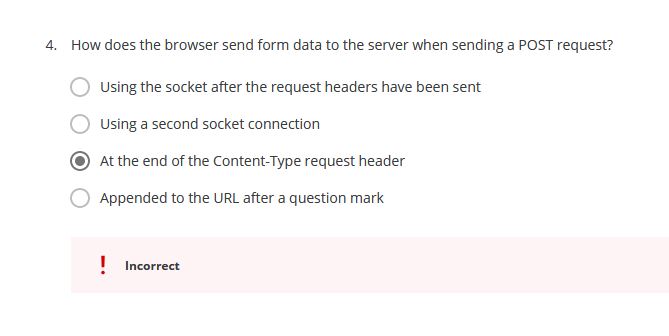 4. How does the browser send form data to the server when sending a POST request?
Using the socket after the request headers have been sent
Using a second socket connection
At the end of the Content-Type request header
Appended to the URL after a question mark
! Incorrect